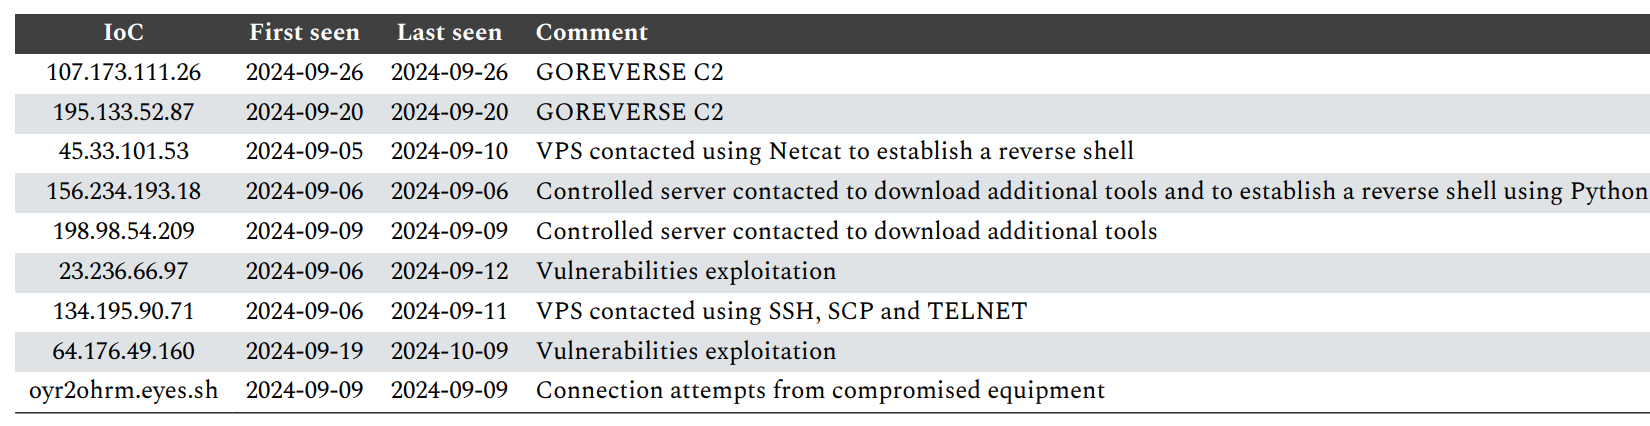 IoC First seen Last seen Comment
107.173.111.26 2024-09-26 2024-09-26 GOREVERSE C2
195.133.52.87 2024-09-20 2024-09-20 GOREVERSE C2
45.33.101.53 2024-09-05 2024-09-10 VPS contacted using Netcat to establish a reverse shell
156.234.193.18 2024-09-06 2024-09-06 Controlled server contacted to download additional tools and to establish a reverse shell using Python
198.98.54.209 2024-09-09 2024-09-09 Controlled server contacted to download additional tools
23.236.66.97 2024-09-06 2024-09-12 Vulnerabilities exploitation
134.195.90.71 2024-09-06 2024-09-11 VPS contacted using SSH, SCP and TELNET
64.176.49.160 2024-09-19 2024-10-09 Vulnerabilities exploitation
oyr2ohrm.eyes.sh 2024-09-09 2024-09-09 Connection attempts from compromised equipment